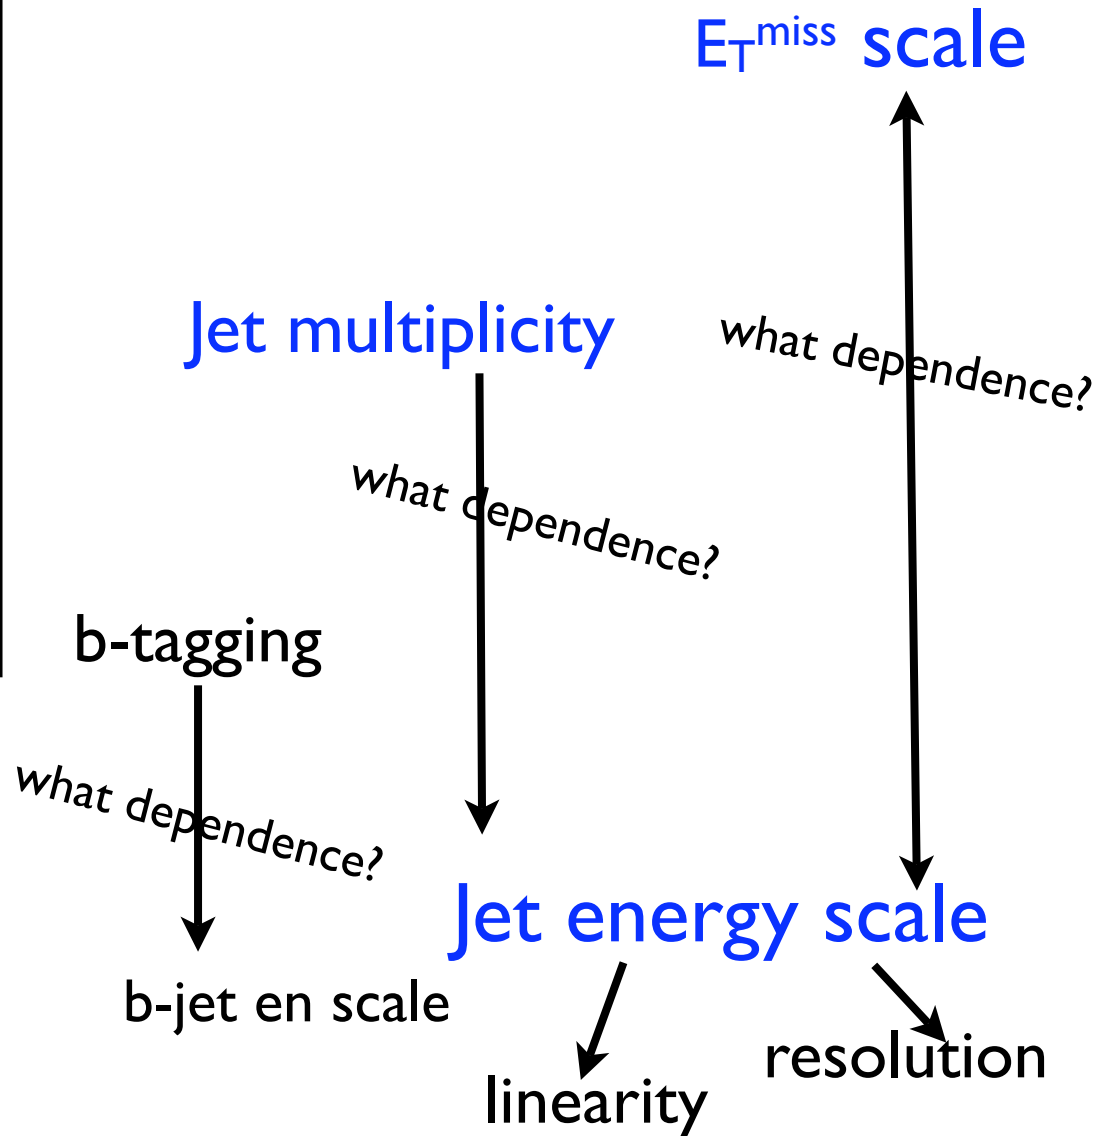 E_T^miss scale
Jet multiplicity
what dependence?
what dependence?
b-tagging
what dependence?
Jet energy scale
b-jet en scale
resolution
linearity